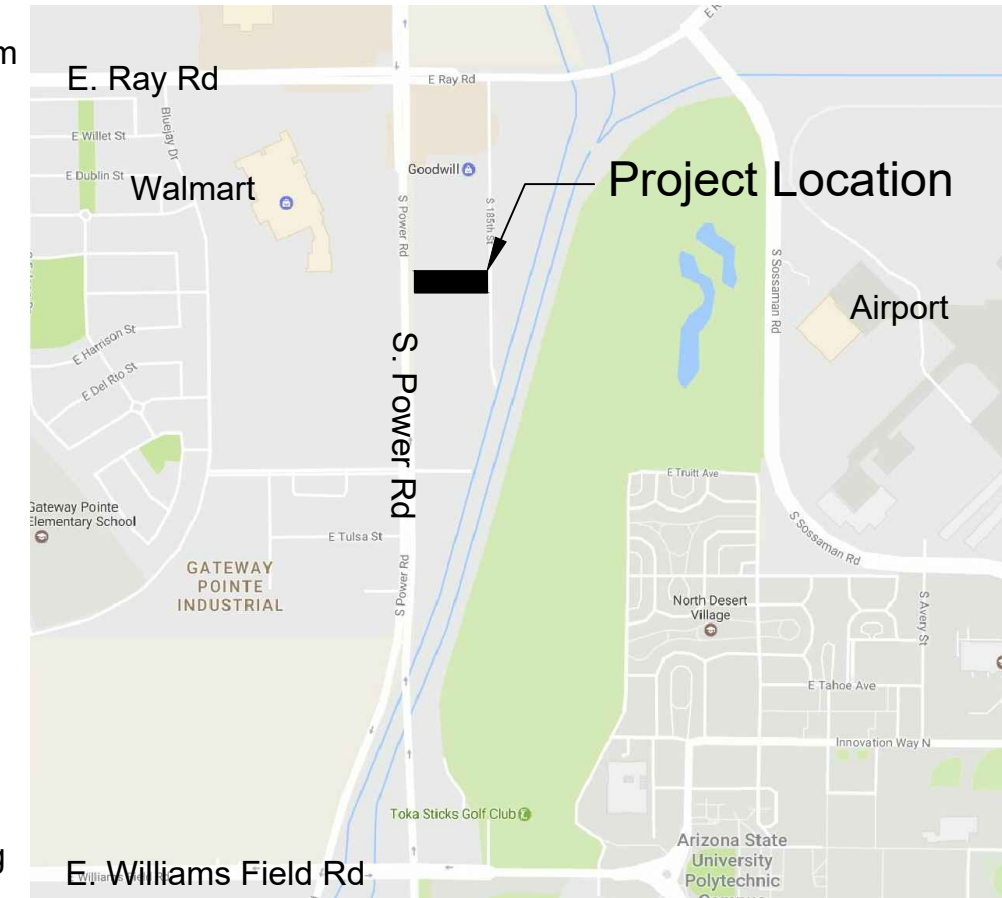 m
E K
E. Ray Rd
E Ray Rd
Bluejay Dr
E Willet St
E Dublin St
Walmart
Goodwill
Project Location
S Power Rd
S 185th St
S Sossaman Rd
Airport
E Harrison St
E Del Rio St
S. Power Rd
E Truitt Ave
Gateway Pointe
Elementary School
E Tulsa St
S Sossaman Rd
GATEWAY
POINTE
INDUSTRIAL
S Power Rd
North Desert
Village
S Avery St
E Tahoe Ave
Innovation Way N
Toka Sticks Golf Club
Arizona State
University
Polytechnic
g
E. Williams Field Rd